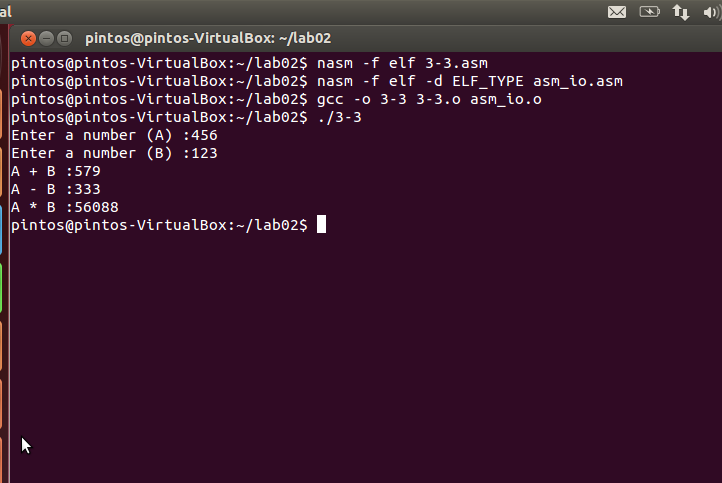 al
pintos@pintos-VirtualBox: ~/lab02
pintos@pintos-VirtualBox:~/lab02$ nasm -f elf 3-3.asm
pintos@pintos-VirtualBox:~/lab02$ nasm -f elf -d ELF_TYPE asm_io.asm
pintos@pintos-VirtualBox:~/lab02$ gcc -o 3-3 3-3.o asm_io.o
pintos@pintos-VirtualBox:~/lab02$ ./3-3
Enter a number (A) :456
Enter a number (B) :123
A + B :579
A - B :333
A * B :56088
pintos@pintos-VirtualBox:~/lab02$